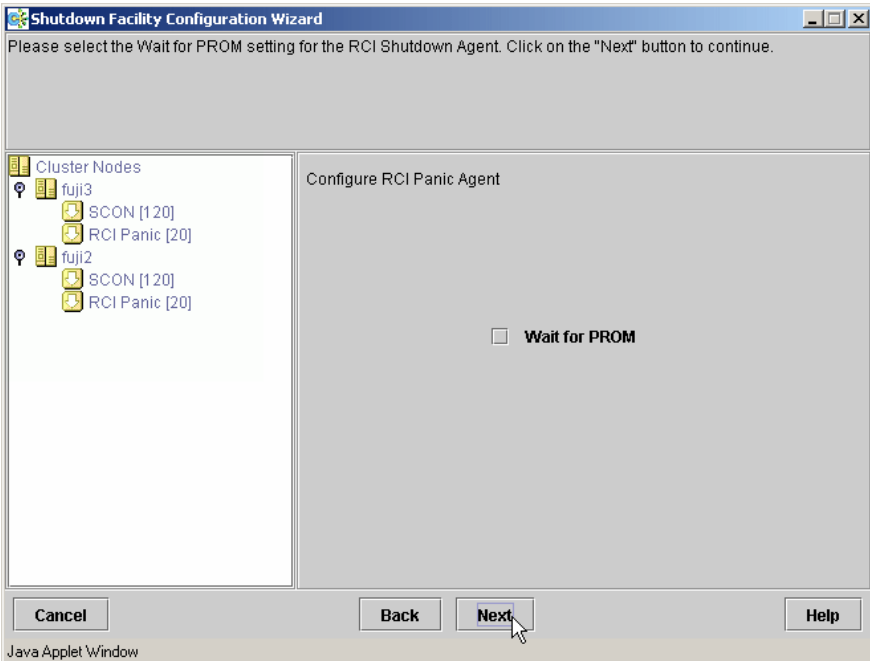 Shutdown Facility Configuration Wizard
Please select the Wait for PROM setting for the RCI Shutdown Agent. Click on the "Next" button to continue.
Cluster Nodes
fuji3
SCON [120]
RCI Panic [20]
fuji2
SCON [120]
RCI Panic [20]
Configure RCI Panic Agent
Wait for PROM
Cancel
Back
Next
Help
Java Applet Window